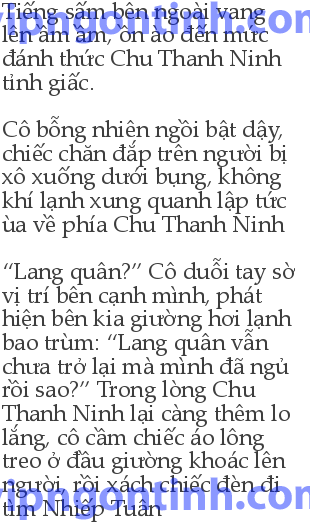 Tiếng sấm bên ngoài vang
lên ầm ầm, ồn ào đến mức
đánh thức Chu Thanh Ninh
tỉnh giấc.
Cô bỗng nhiên ngồi bật dậy,
chiếc chăn đắp trên người bị
xô xuống dưới bụng, không
khí lạnh xung quanh lập tức
ùa về phía Chu Thanh Ninh
“Lang quân?” Cô duỗi tay sờ
vị trí bên cạnh mình, phát
hiện bên kia giường hơi lạnh
bao trùm: “Lang quân vẫn
chưa trở lại mà mình đã ngủ
rồi sao?” Trong lòng Chu
Thanh Ninh lại càng thêm lo
lắng, cô cầm chiếc áo lông
treo ở đầu giường khoác lên
người, rồi xách chiếc đèn đi
tìm Nhiếp Tuân